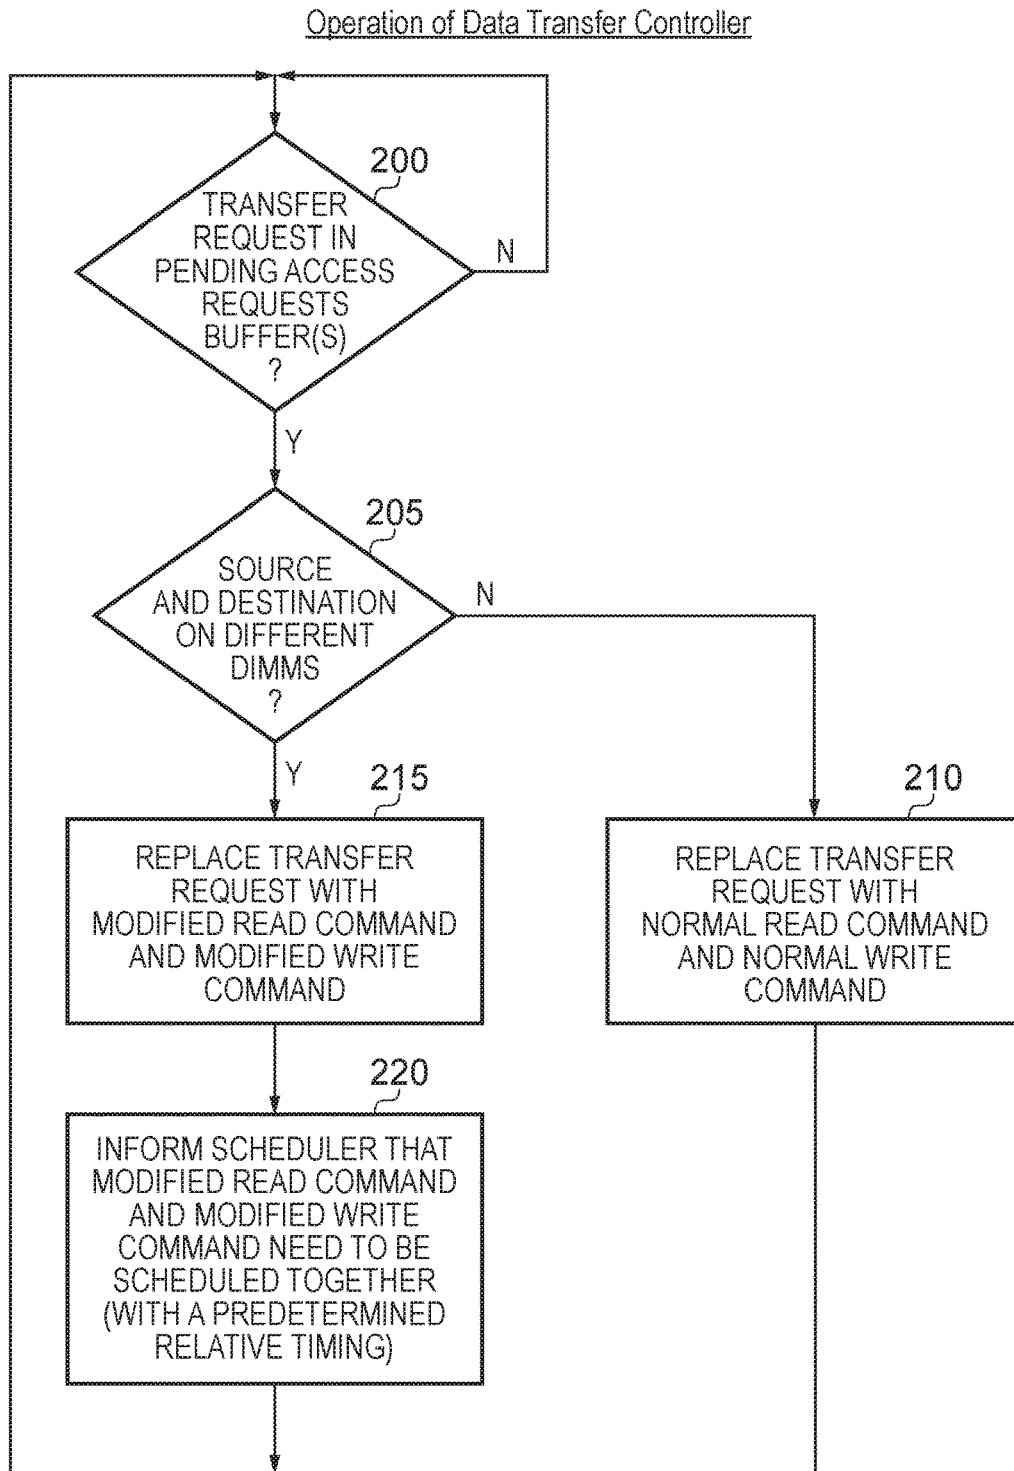 Operation of Data Transfer Controller
200
TRANSFER
REQUEST IN
PENDING ACCESS
REQUESTS
BUFFER(S)
?
N
Y
205
SOURCE
AND DESTINATION
ON DIFFERENT
DIMMS
?
N
Y
215
REPLACE TRANSFER
REQUEST WITH
MODIFIED READ COMMAND
AND MODIFIED WRITE
COMMAND
210
REPLACE TRANSFER
REQUEST WITH
NORMAL READ COMMAND
AND NORMAL WRITE
COMMAND
220
INFORM SCHEDULER THAT
MODIFIED READ COMMAND
AND MODIFIED WRITE
COMMAND NEED TO BE
SCHEDULED TOGETHER
(WITH A PREDETERMINED
RELATIVE TIMING)